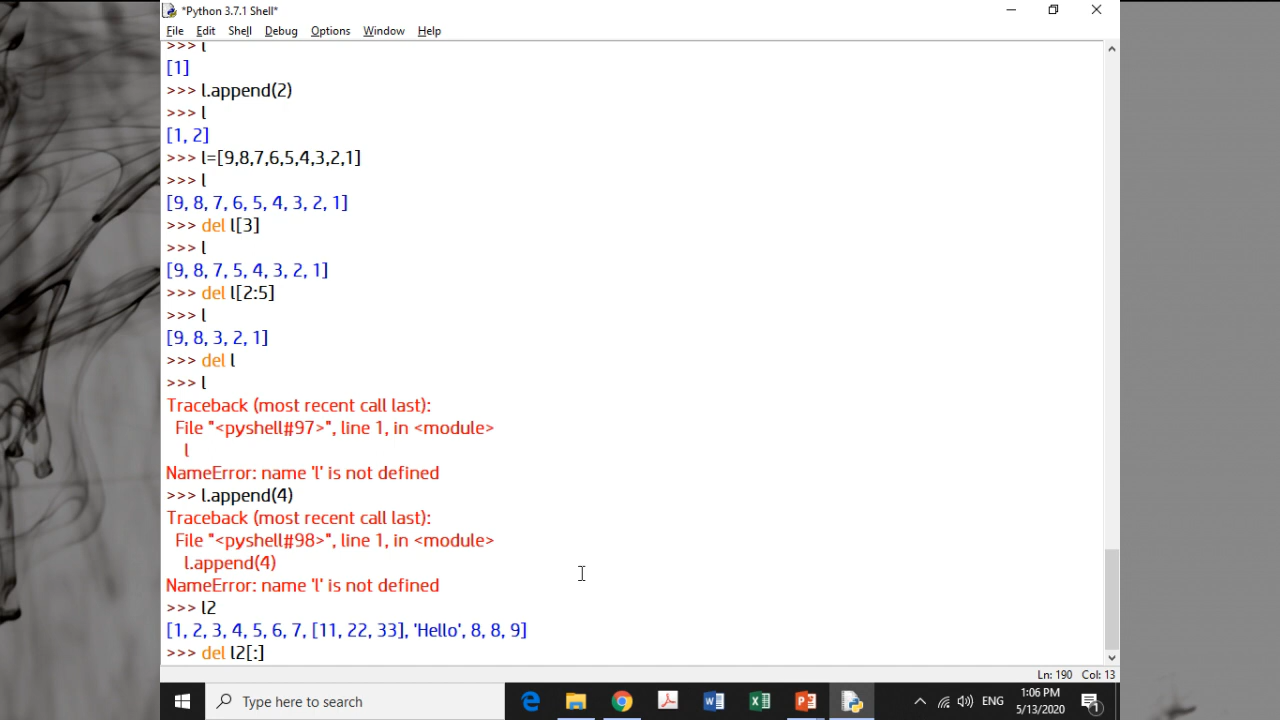 *Python 3.7.1 Shell*
File Edit Shell Debug Options Window Help
>>> l
[1]
>>> l.append(2)
>>> l
[1, 2]
>>> l=[9,8,7,6,5,4,3,2,1]
>>> l
[9, 8, 7, 6, 5, 4, 3, 2, 1]
>>> del l[3]
>>> l
[9, 8, 7, 5, 4, 3, 2, 1]
>>> del l[2:5]
>>> l
[9, 8, 3, 2, 1]
>>> del l
>>> l
Traceback (most recent call last):
  File "<pyshell#97>", line 1, in <module>
    l
NameError: name 'l' is not defined
>>> l.append(4)
Traceback (most recent call last):
  File "<pyshell#98>", line 1, in <module>
    l.append(4)
NameError: name 'l' is not defined
>>> l2
[1, 2, 3, 4, 5, 6, 7, [11, 22, 33], 'Hello', 8, 8, 9]
>>> del l2[:]
Ln: 190 Col: 13
Type here to search
ENG
1:06 PM
5/13/2020
1